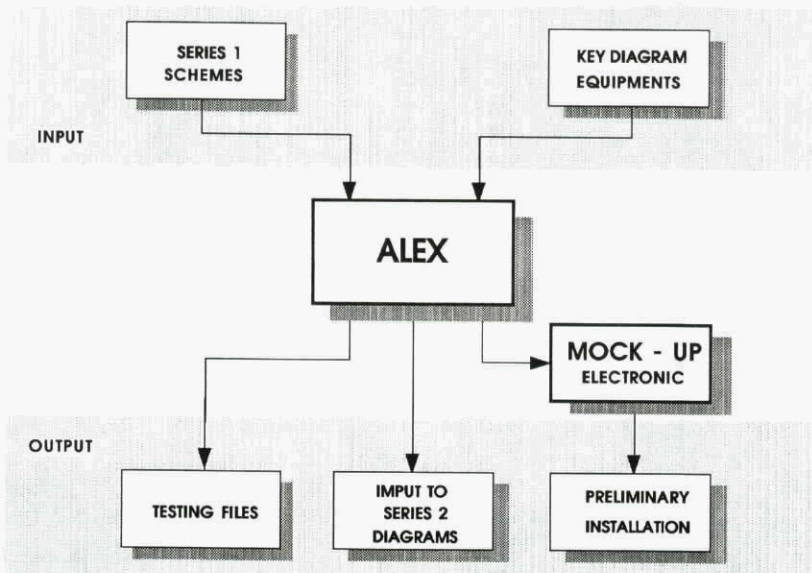 SERIES 1
SCHEMES
KEY DIAGRAM
EQUIPMENTS
INPUT
ALEX
MOCK - UP
ELECTRONIC
OUTPUT
TESTING FILES
IMPUT TO
SERIES 2
DIAGRAMS
PRELIMINARY
INSTALLATION